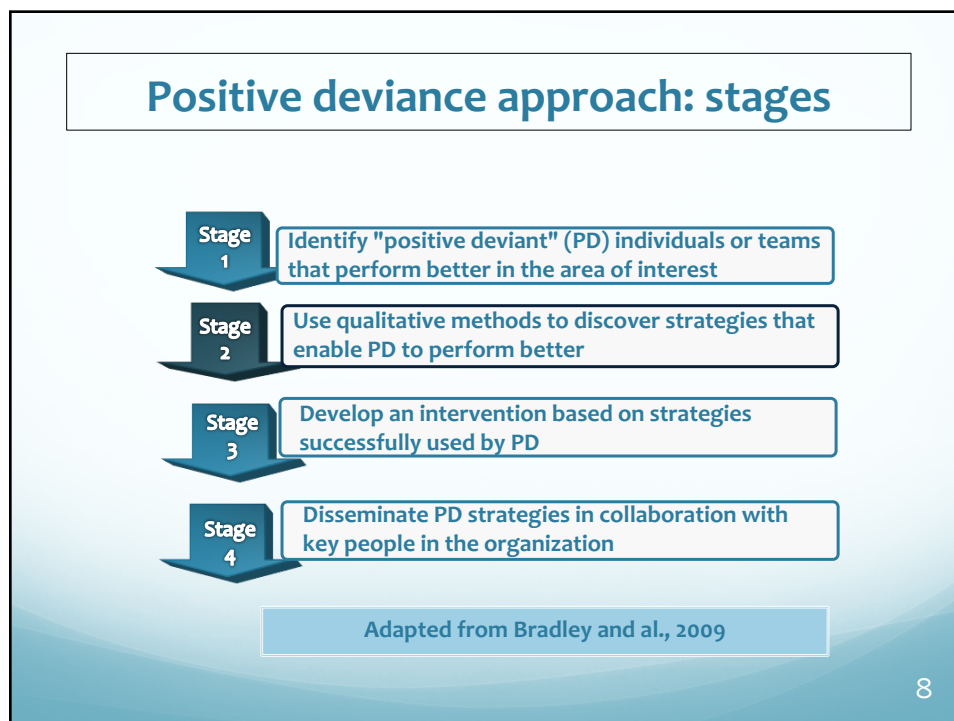 Positive deviance approach: stages
Stage
1
Identify "positive deviant" (PD) individuals or teams
that perform better in the area of interest
Stage
2
Use qualitative methods to discover strategies that
enable PD to perform better
Stage
3
Develop an intervention based on strategies
successfully used by PD
Stage
4
Disseminate PD strategies in collaboration with
key people in the organization
Adapted from Bradley and al., 2009
8